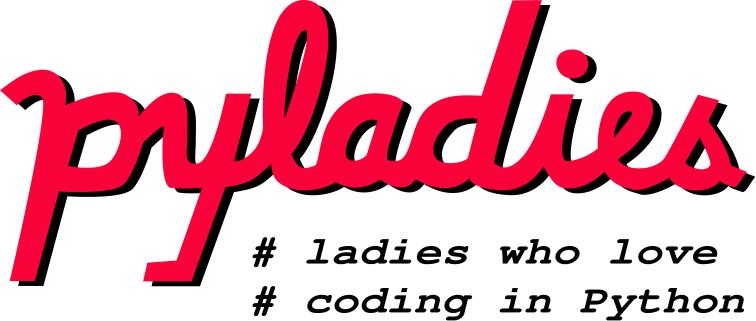 pyladies
# ladies who love
# coding in Python